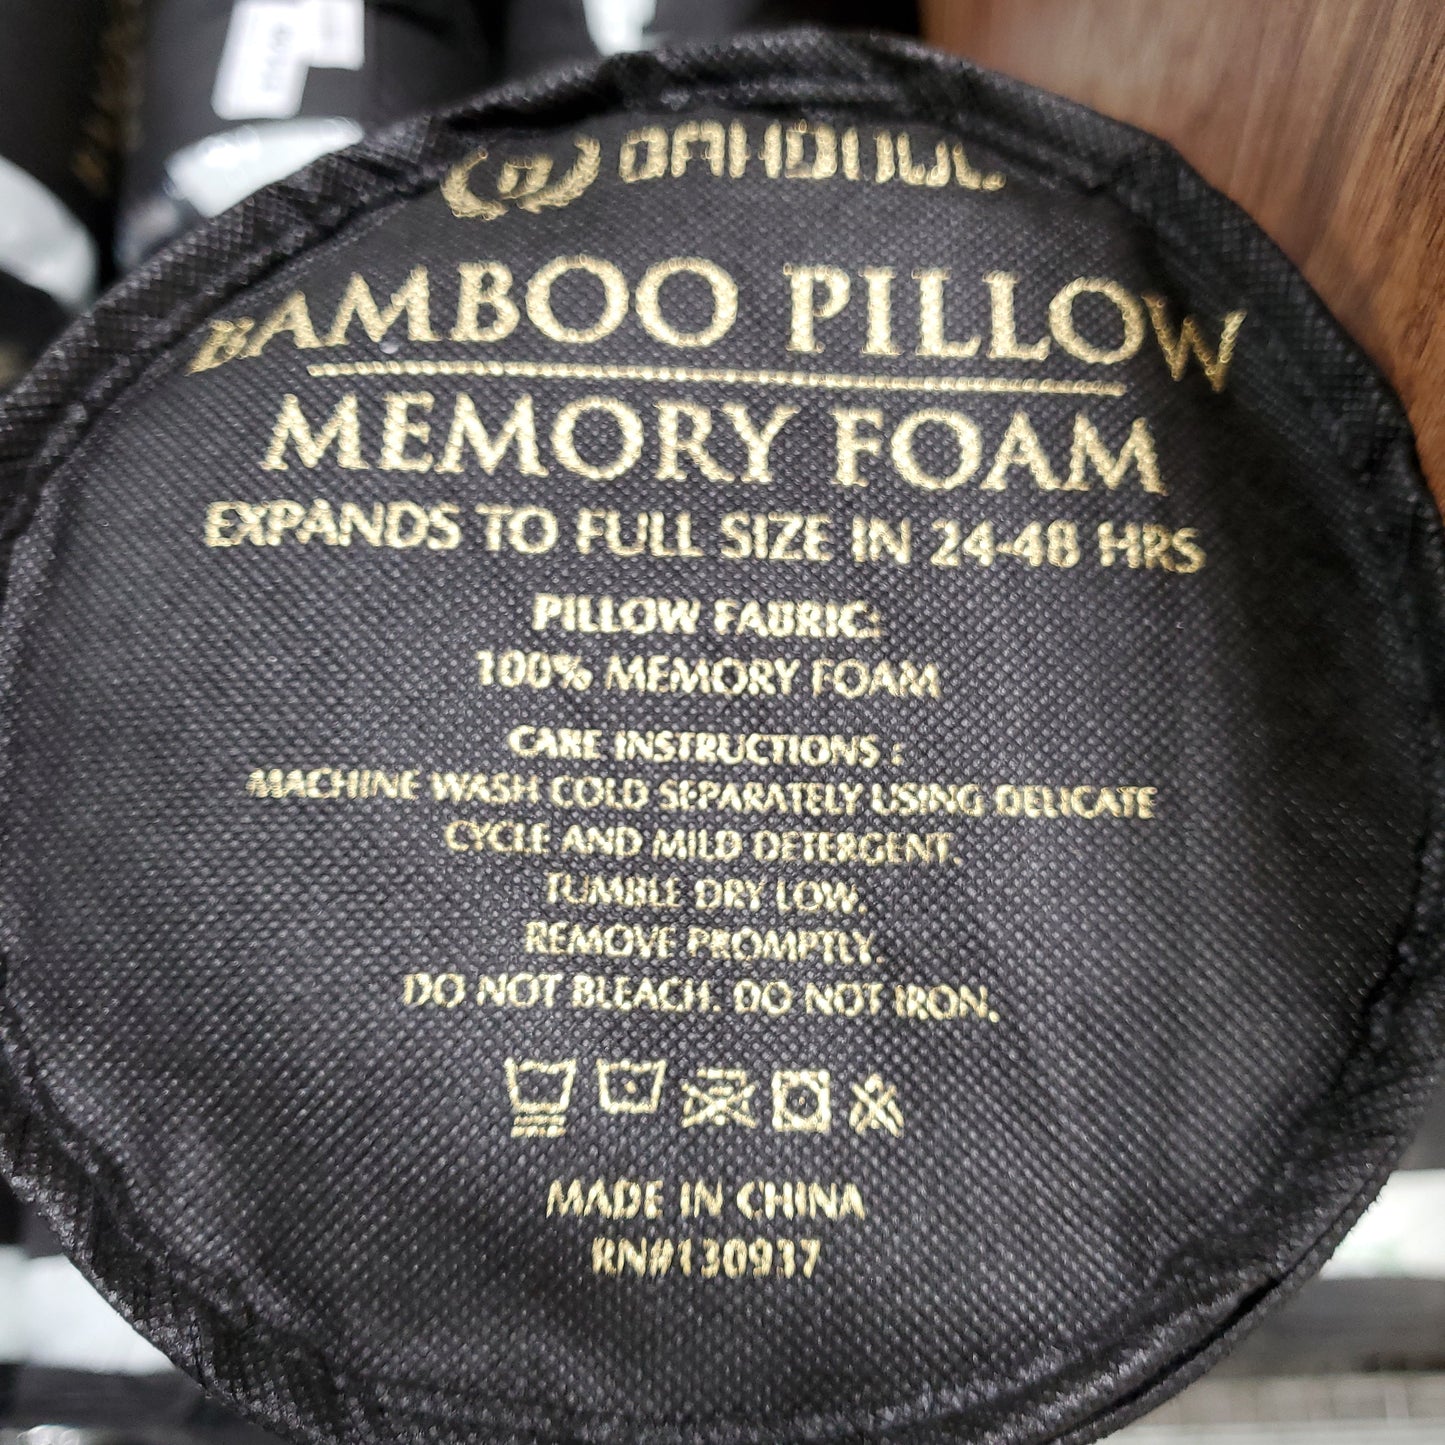 BAMBOO PILLOW
MEMORY FOAM
EXPANDS TO FULL SIZE IN 24-48 HRS
PILLOW FABRIC:
100% MEMORY FOAM
CARE INSTRUCTIONS :
MACHINE WASH COLD SEPARATELY USING DELICATE
CYCLE AND MILD DETERGENT.
TUMBLE DRY LOW.
REMOVE PROMPTLY.
DO NOT BLEACH. DO NOT IRON.
MADE IN CHINA
RN#130937